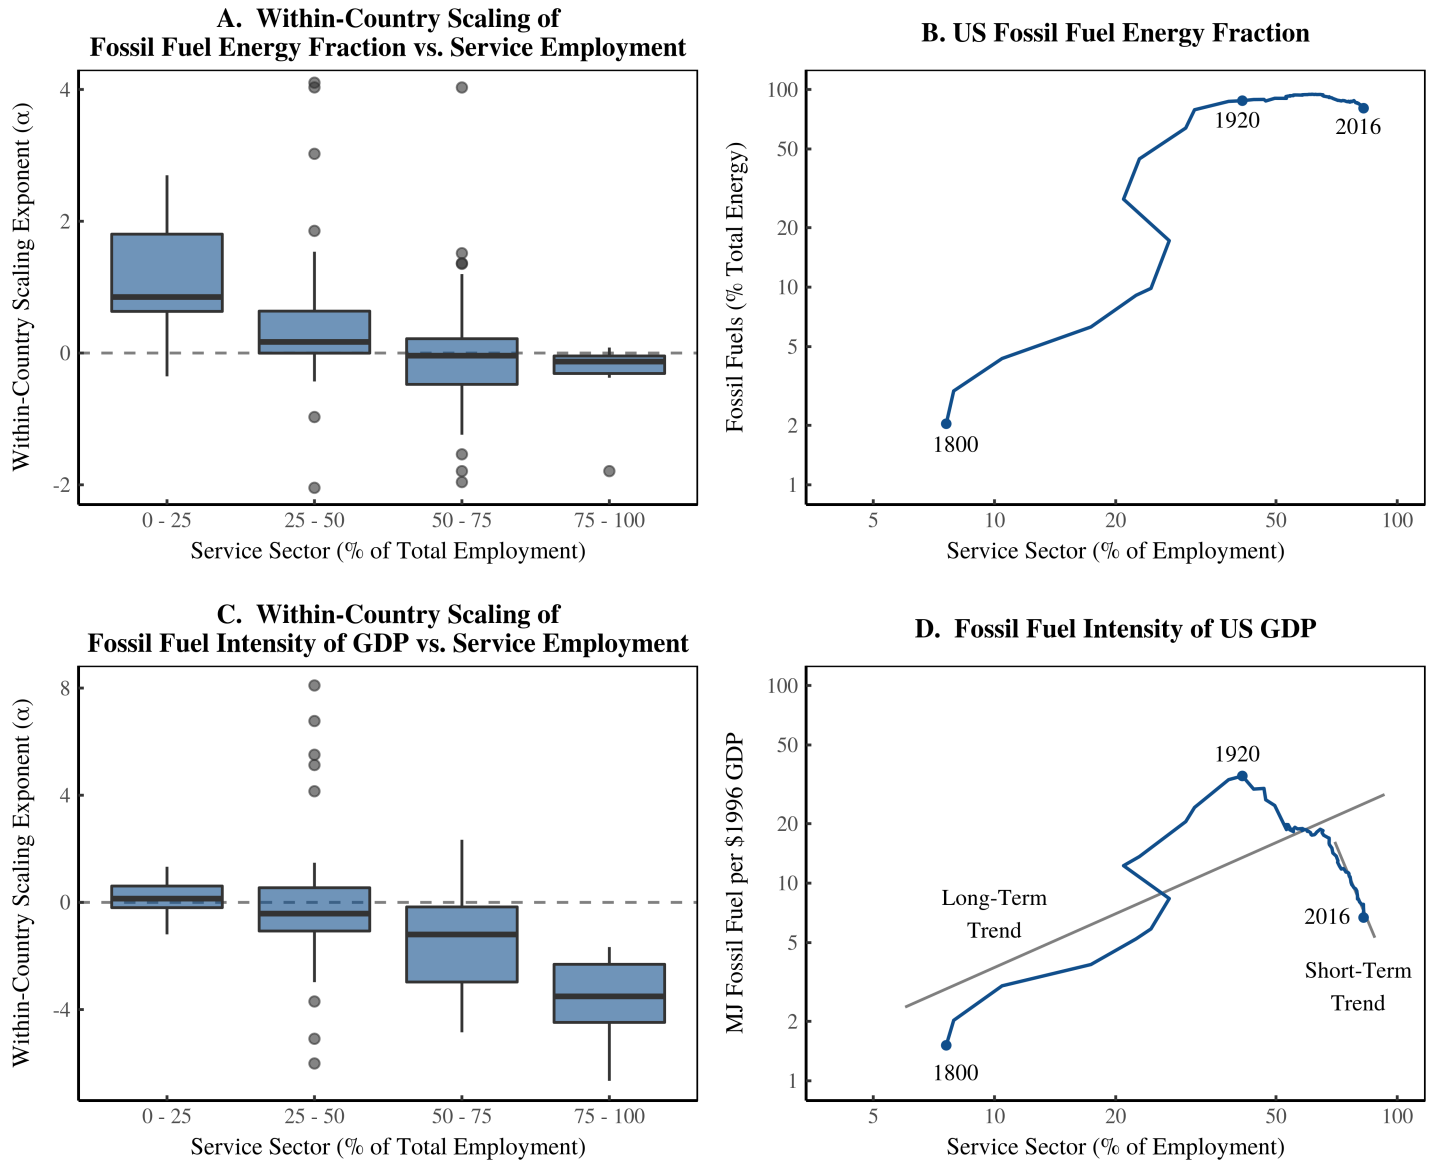 A. Within-Country Scaling of
Fossil Fuel Energy Fraction vs. Service Employment
Within-Country Scaling Exponent (α)
4
2
0
-2
0 - 25
25 - 50
50 - 75
75 - 100
Service Sector (% of Total Employment)
B. US Fossil Fuel Energy Fraction
Fossil Fuels (% Total Energy)
100
50
20
10
5
2
1
1920
2016
1800
5
10
20
50
100
Service Sector (% of Employment)
C. Within-Country Scaling of
Fossil Fuel Intensity of GDP vs. Service Employment
Within-Country Scaling Exponent (α)
8
4
0
-4
0 - 25
25 - 50
50 - 75
75 - 100
Service Sector (% of Total Employment)
D. Fossil Fuel Intensity of US GDP
MJ Fossil Fuel per $1996 GDP
100
50
20
10
5
2
1
1920
Long-Term
Trend
2016
Short-Term
Trend
1800
5
10
20
50
100
Service Sector (% of Employment)